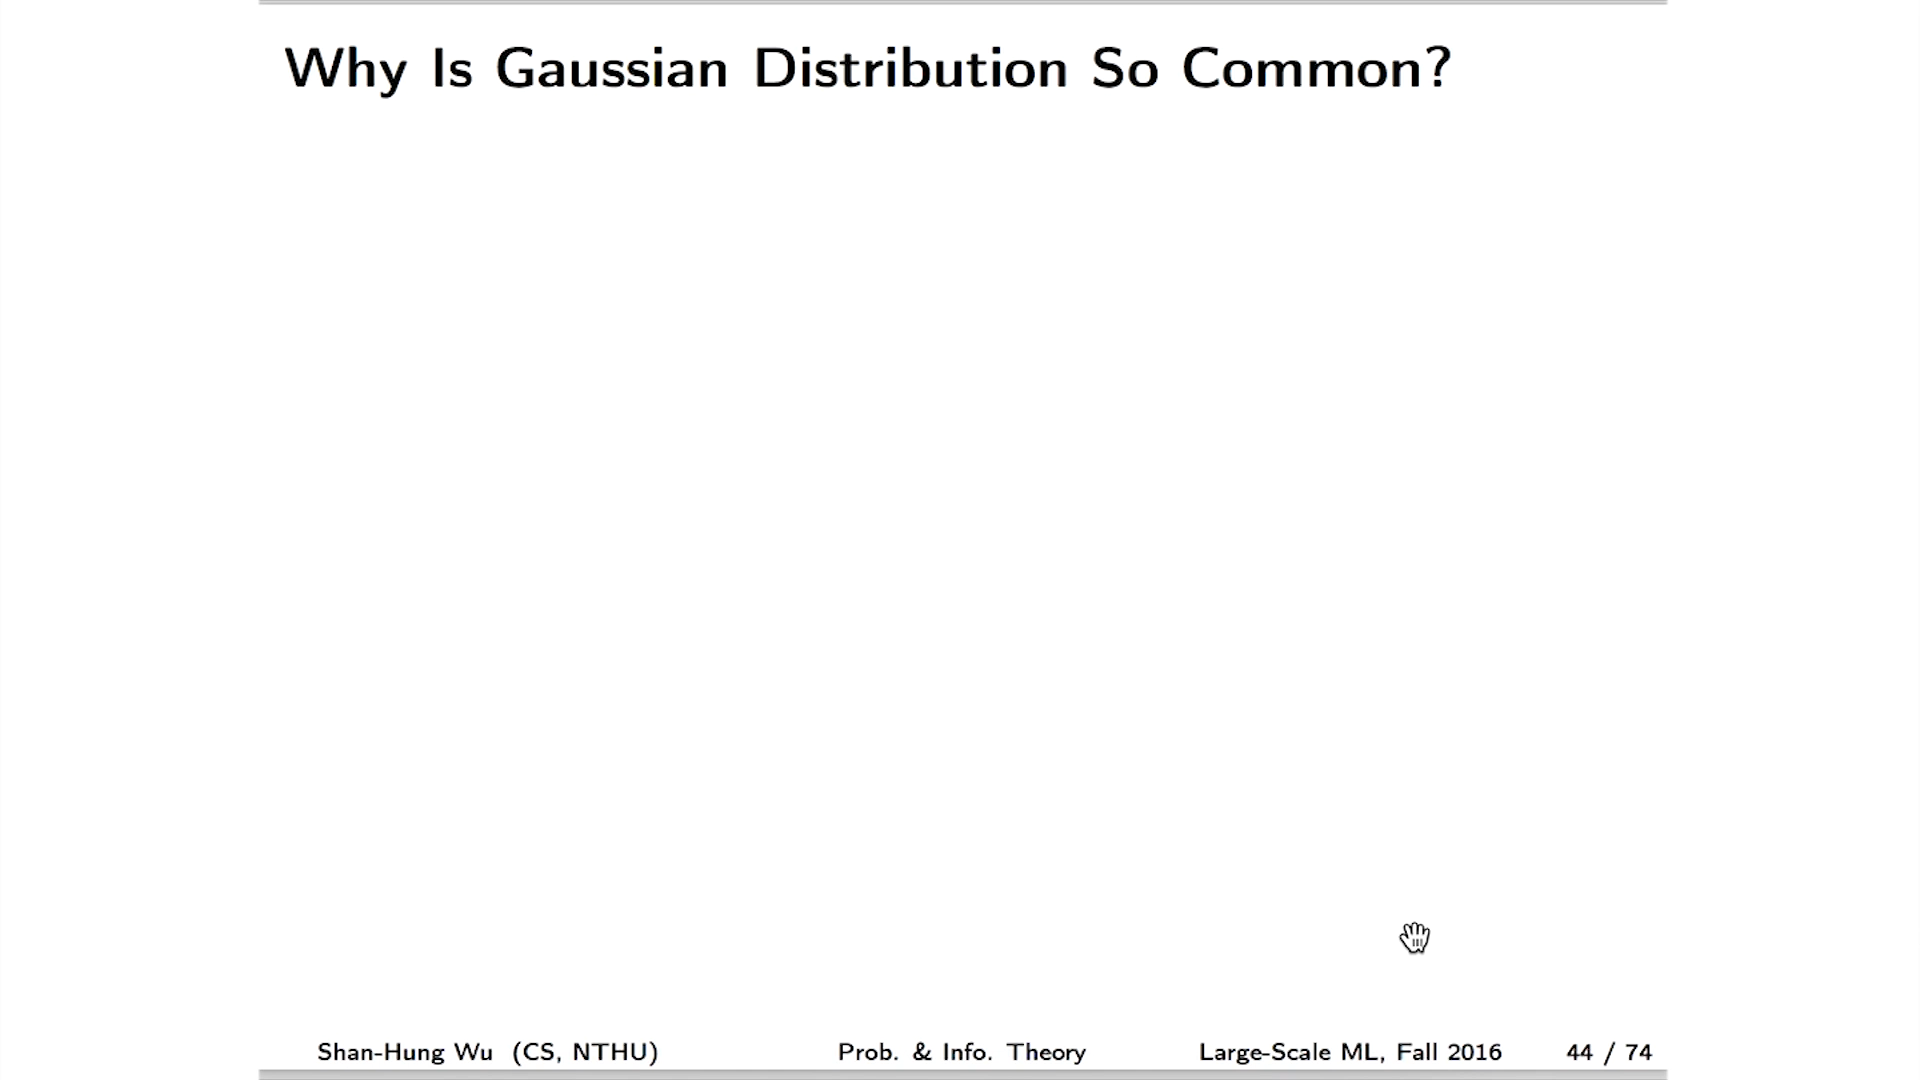 Why Is Gaussian Distribution So Common?
Shan-Hung Wu (CS, NTHU) Prob. & Info. Theory Large-Scale ML, Fall 2016 44 / 74